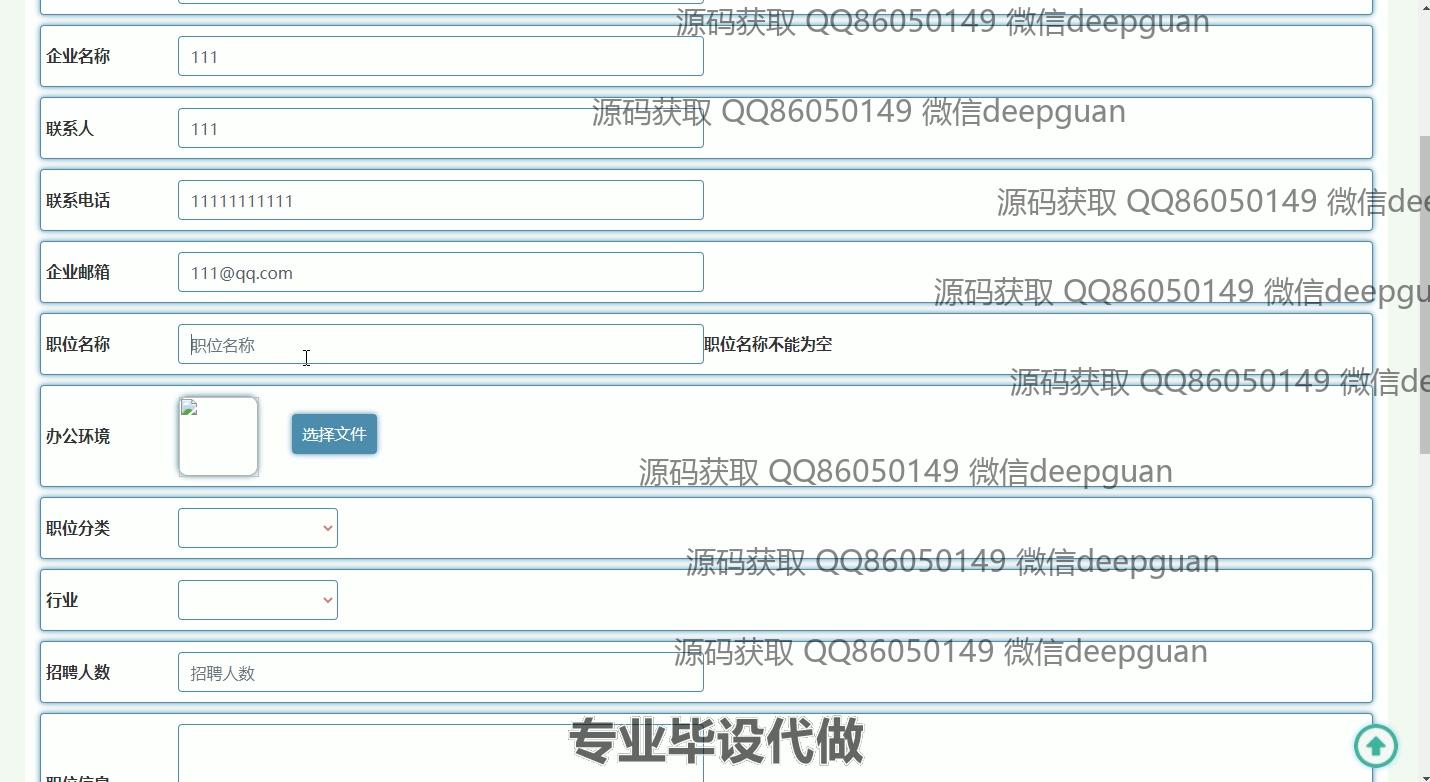 源码获取 QQ86050149 微信deepguan
企业名称 111
源码获取 QQ86050149 微信deepguan
联系人 111
联系电话 11111111111
源码获取 QQ86050149 微信dee
企业邮箱 111@qq.com
源码获取 QQ86050149 微信deepgu
职位名称 职位名称 职位名称不能为空
源码获取 QQ86050149 微信de
办公环境 选择文件
源码获取 QQ86050149 微信deepguan
职位分类
源码获取 QQ86050149 微信deepguan
行业
源码获取 QQ86050149 微信deepguan
招聘人数 招聘人数
专业毕设代做
职位信息